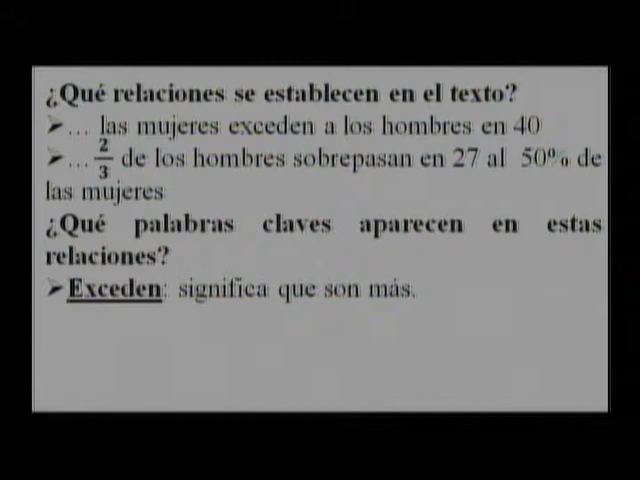 ¿Qué relaciones se establecen en el texto?
➢… las mujeres exceden a los hombres en 40
➢… 2/3 de los hombres sobrepasan en 27 al 50% de
las mujeres
¿Qué palabras claves aparecen en estas
relaciones?
➢Exceden: significa que son más.